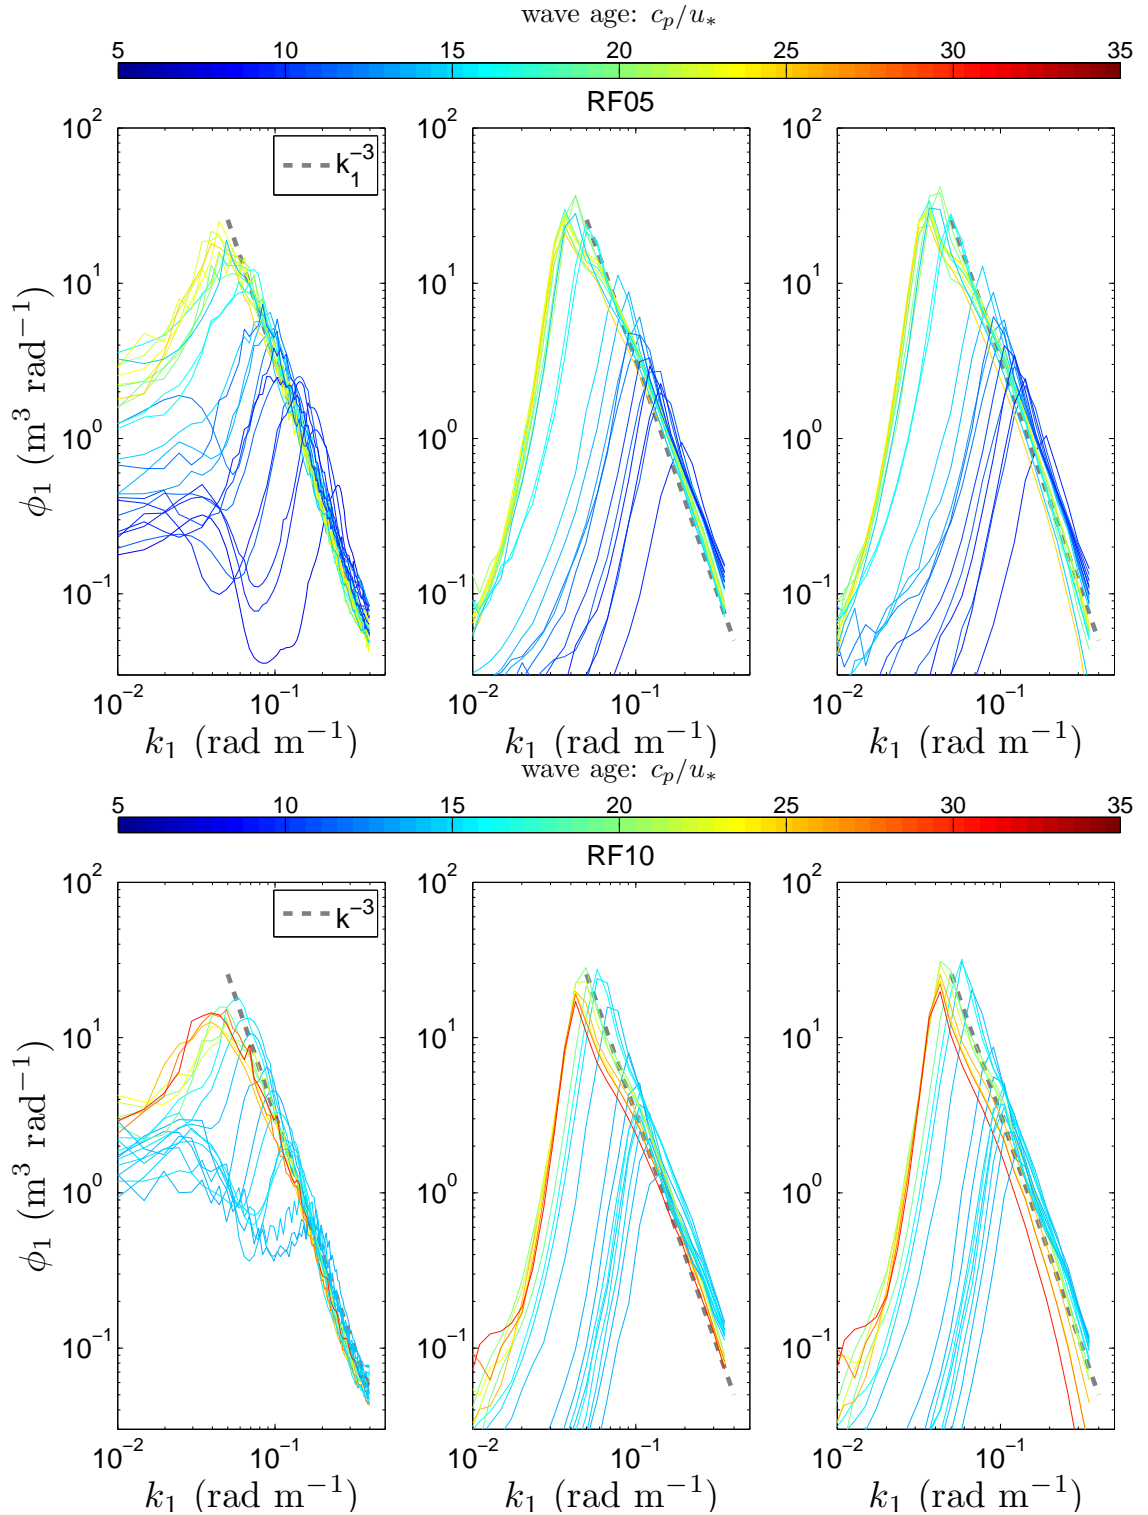 wave age: c_p/u_*
5 10 15 20 25 30 35
RF05
10^2 10^2 10^2
k_1^{-3}
10^1 10^1 10^1
10^0 10^0 10^0
10^{-1} 10^{-1} 10^{-1}
ϕ_1 (m^3 rad^{-1})
10^{-2} 10^{-1} 10^{-2} 10^{-1} 10^{-2} 10^{-1}
k_1 (rad m^{-1}) k_1 (rad m^{-1}) k_1 (rad m^{-1})
wave age: c_p/u_*
5 10 15 20 25 30 35
RF10
10^2 10^2 10^2
k^{-3}
10^1 10^1 10^1
10^0 10^0 10^0
10^{-1} 10^{-1} 10^{-1}
ϕ_1 (m^3 rad^{-1})
10^{-2} 10^{-1} 10^{-2} 10^{-1} 10^{-2} 10^{-1}
k_1 (rad m^{-1}) k_1 (rad m^{-1}) k_1 (rad m^{-1})